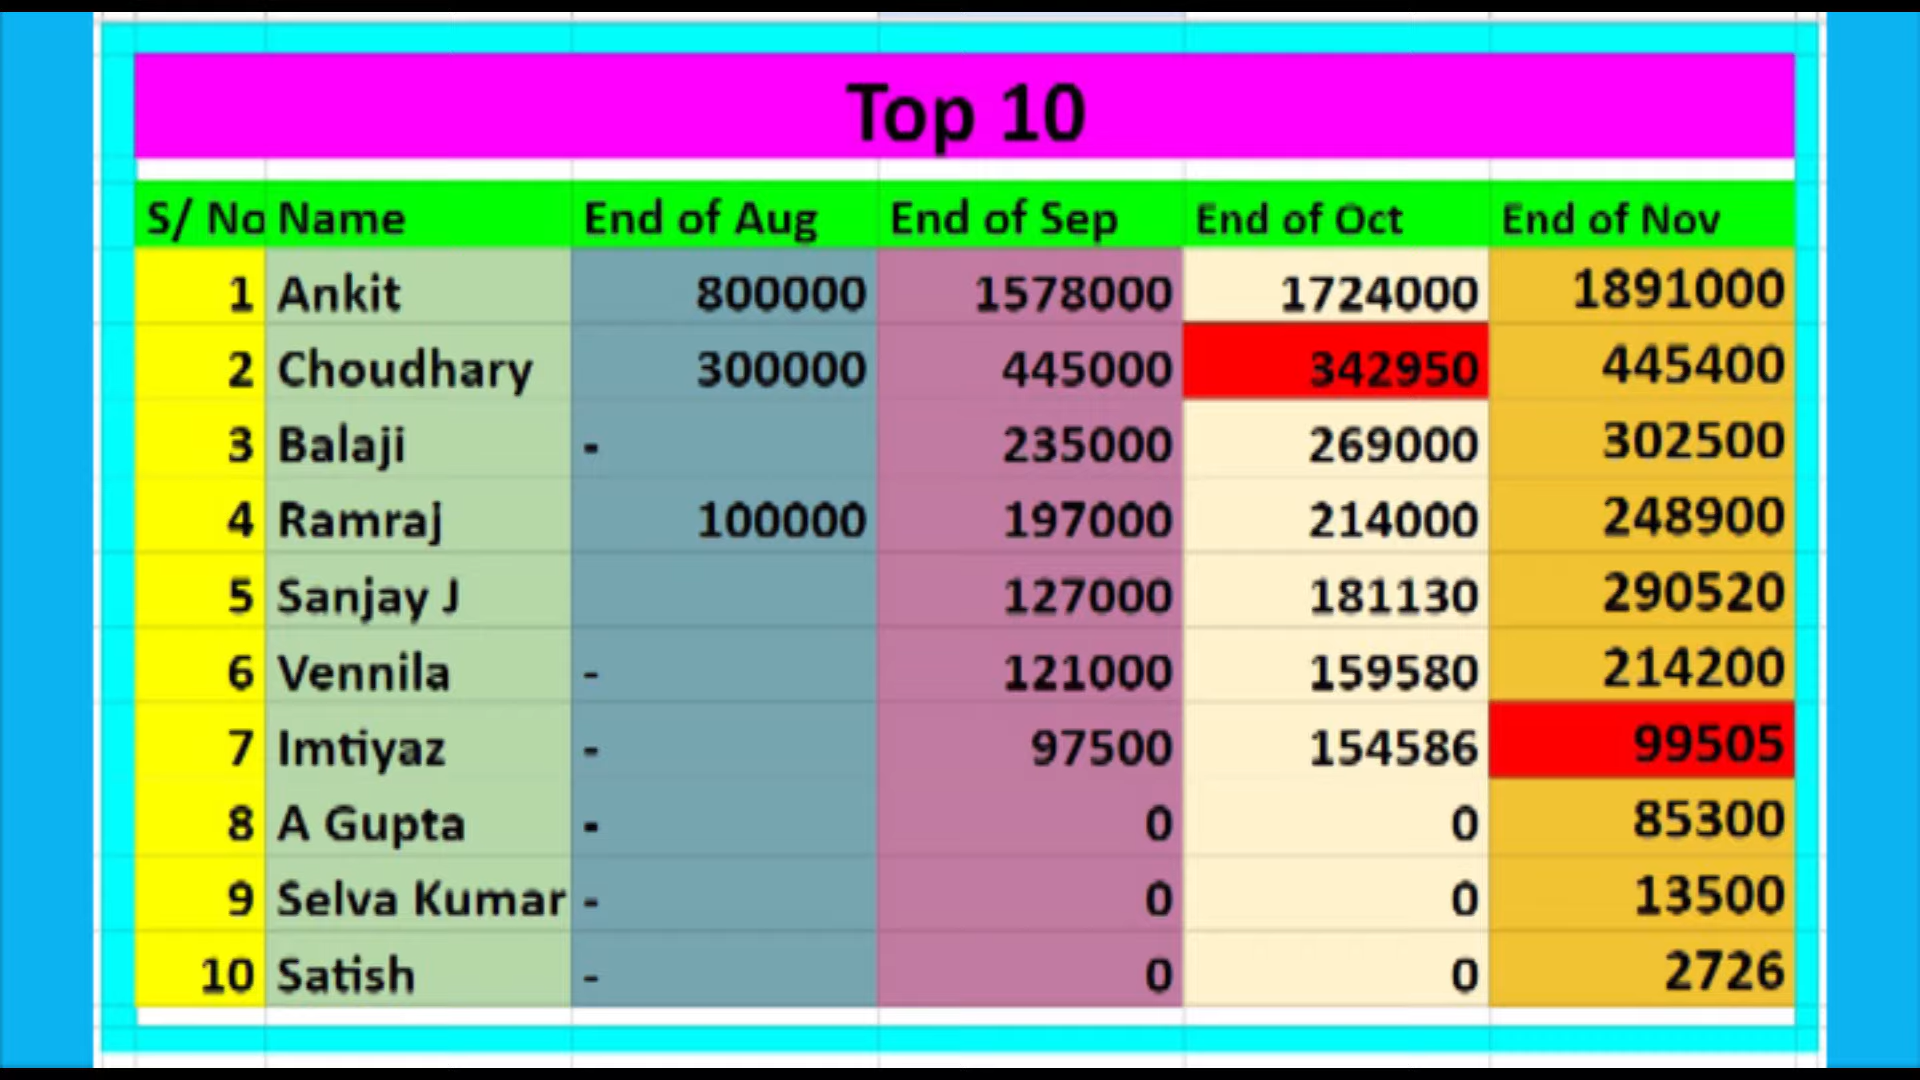 Top 10
S/ No Name End of Aug End of Sep End of Oct End of Nov
1 Ankit 800000 1578000 1724000 1891000
2 Choudhary 300000 445000 342950 445400
3 Balaji - 235000 269000 302500
4 Ramraj 100000 197000 214000 248900
5 Sanjay J 127000 181130 290520
6 Vennila - 121000 159580 214200
7 Imtiyaz - 97500 154586 99505
8 A Gupta - 0 0 85300
9 Selva Kumar - 0 0 13500
10 Satish - 0 0 2726